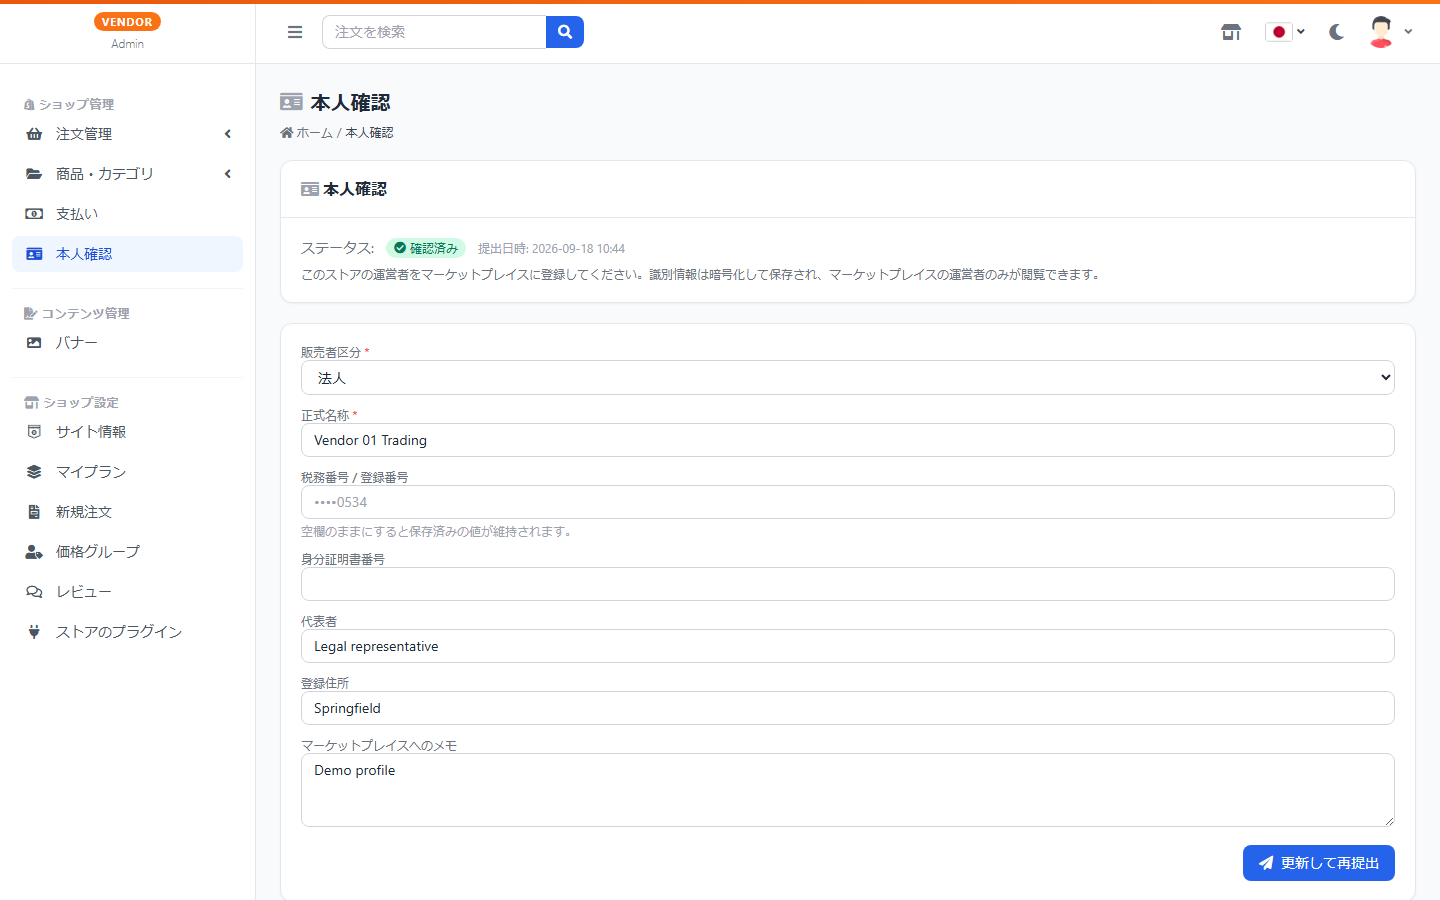 VENDOR
Admin
注文を検索
ショップ管理
注文管理
商品・カテゴリ
支払い
本人確認
コンテンツ管理
バナー
ショップ設定
サイト情報
マイプラン
新規注文
価格グループ
レビュー
ストアのプラグイン
本人確認
ホーム / 本人確認
本人確認
ステータス: 確認済み 提出日時: 2026-09-18 10:44
このストアの運営者をマーケットプレイスに登録してください。識別情報は暗号化して保存され、マーケットプレイスの運営者のみが閲覧できます。
販売者区分 *
法人
正式名称 *
Vendor 01 Trading
税務番号 / 登録番号
••••0534
空欄のままにすると保存済みの値が維持されます。
身分証明書番号
代表者
Legal representative
登録住所
Springfield
マーケットプレイスへのメモ
Demo profile
更新して再提出